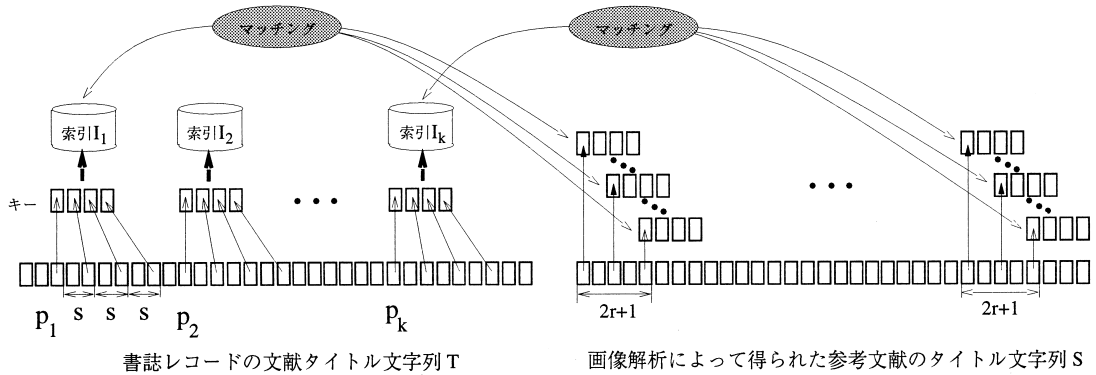 マッチング マッチング
索引I1 索引I2 索引Ik
キー
p1 s s s p2 pk
2r+1 2r+1
書誌レコードの文献タイトル文字列 T
画像解析によって得られた参考文献のタイトル文字列 S